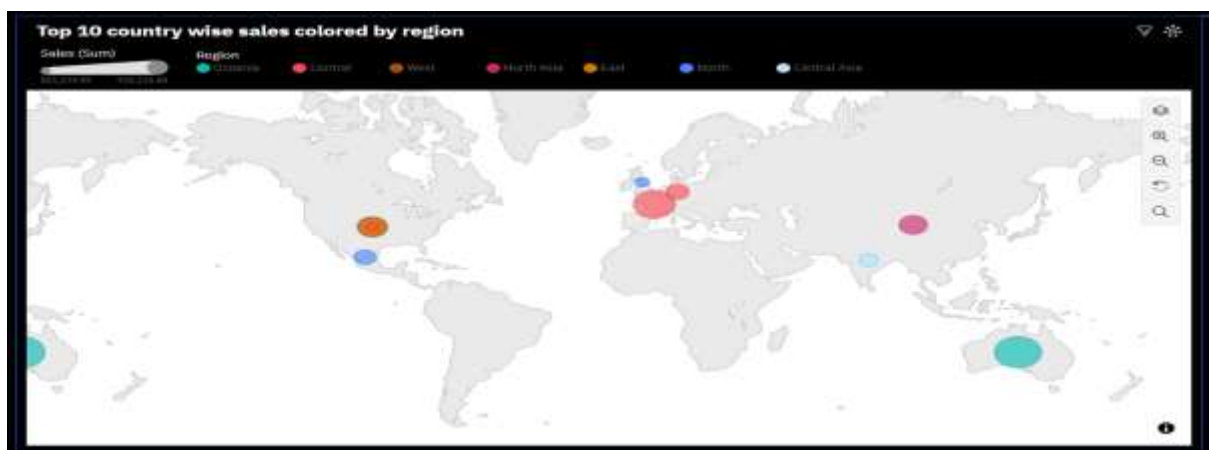 Top 10 country wise sales colored by region
Sales (Sum)
Region
Oceania Central West North Asia East North Central Asia